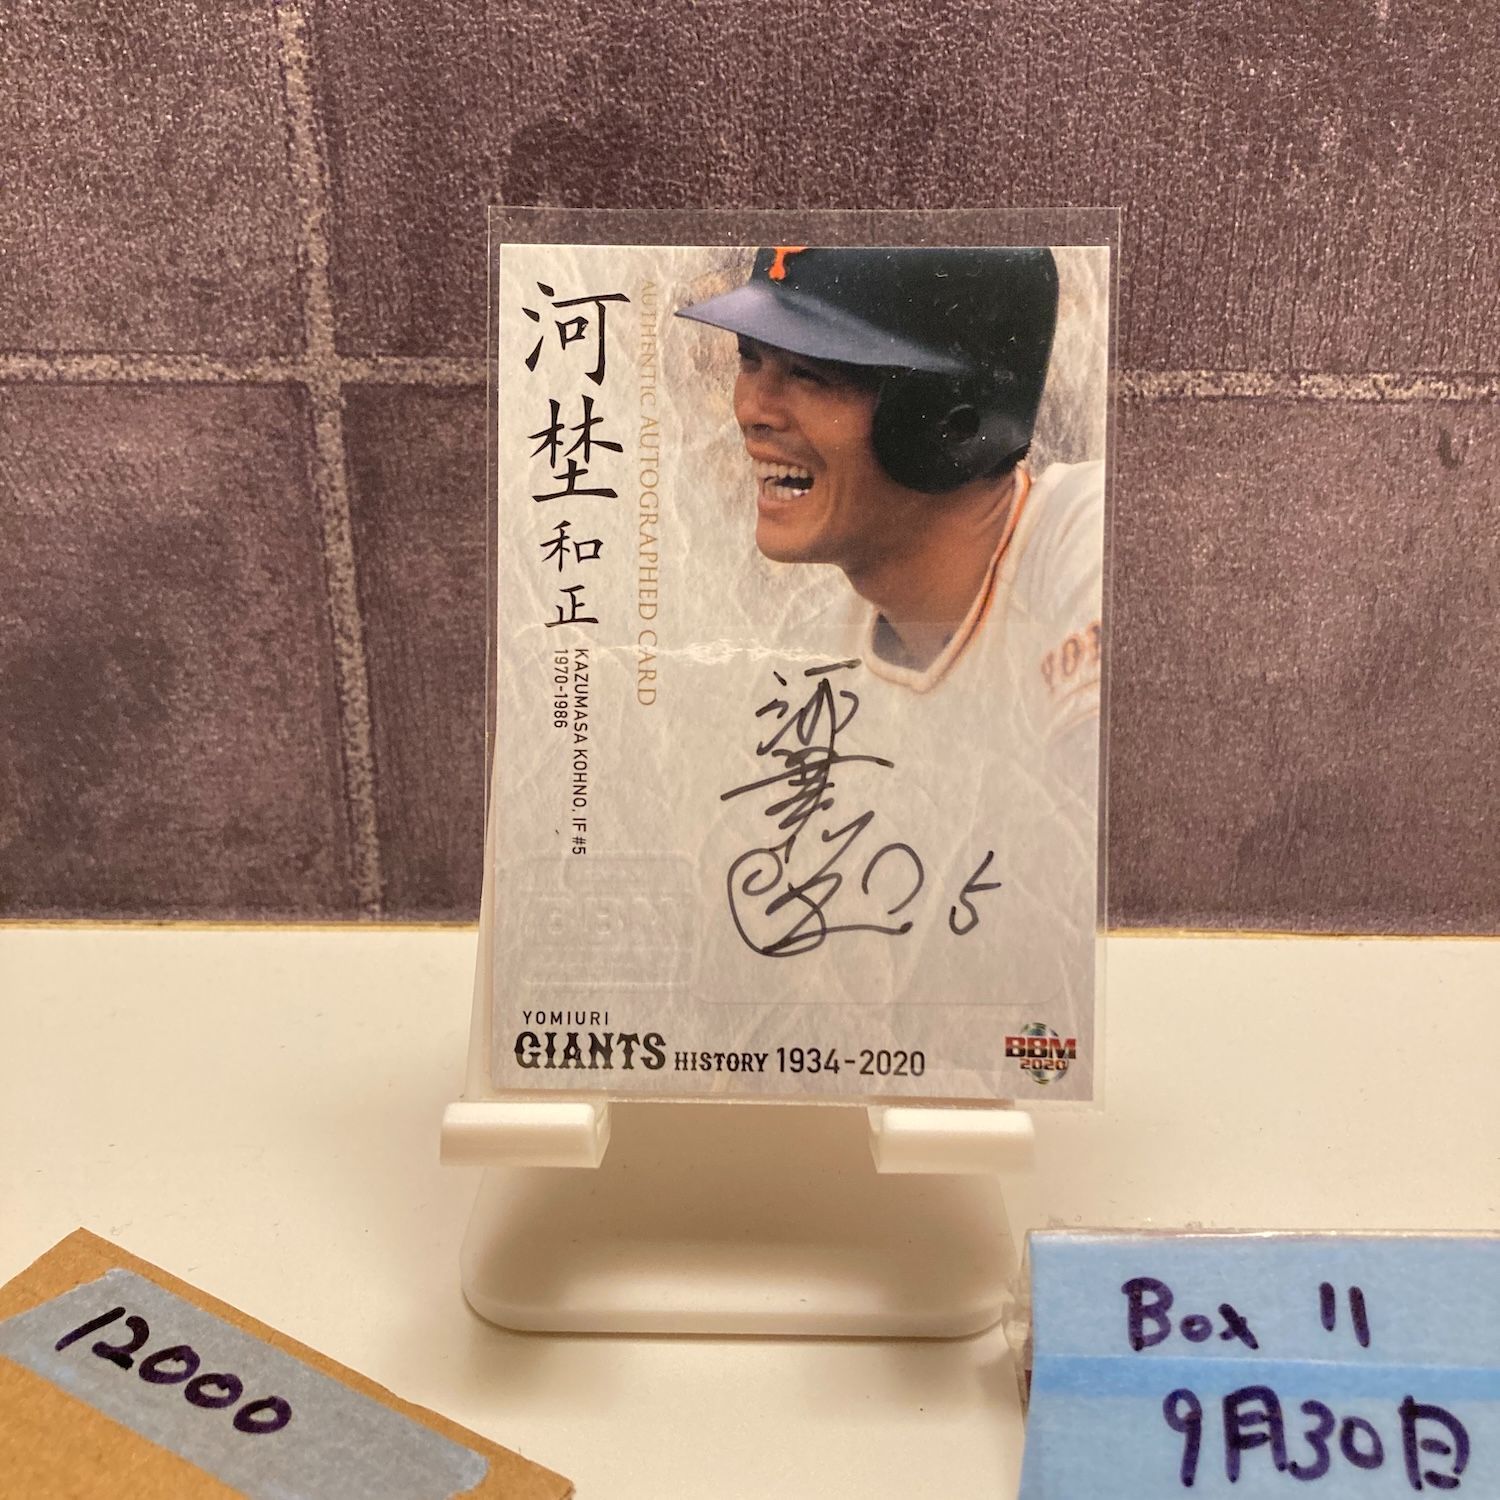 河埜和正
AUTHENTIC AUTOGRAPHED CARD
KAZUMASA KOHNO, IF #5
1970-1986
5
BBM
YOMIURI
GIANTS HISTORY 1934-2020
BBM
2020
12000
Box 11
9月30日